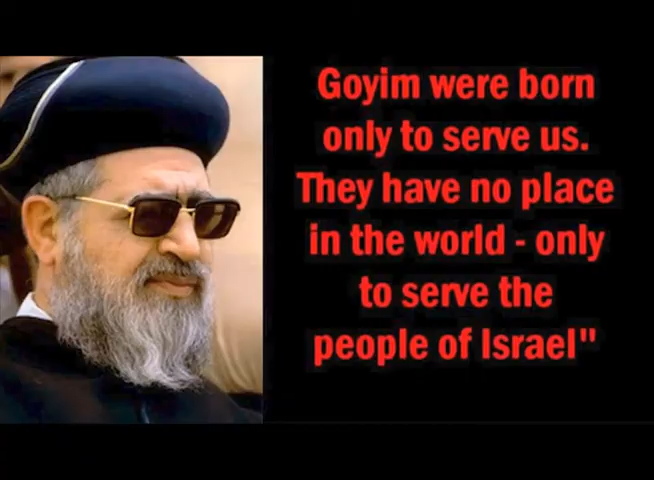 Goyim were born
only to serve us.
They have no place
in the world - only
to serve the
people of Israel"